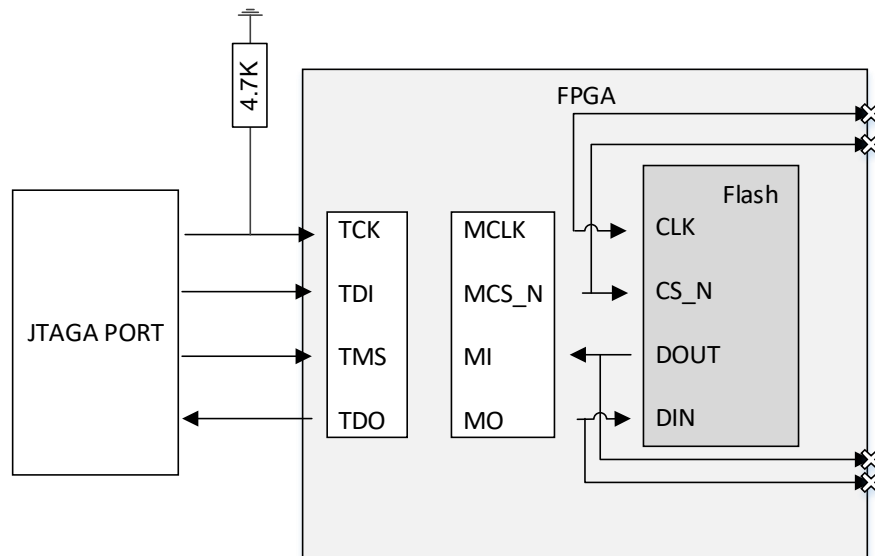 4.7K
FPGA
Flash
JTAGA PORT
TCK
TDI
TMS
TDO
MCLK
MCS_N
MI
MO
CLK
CS_N
DOUT
DIN